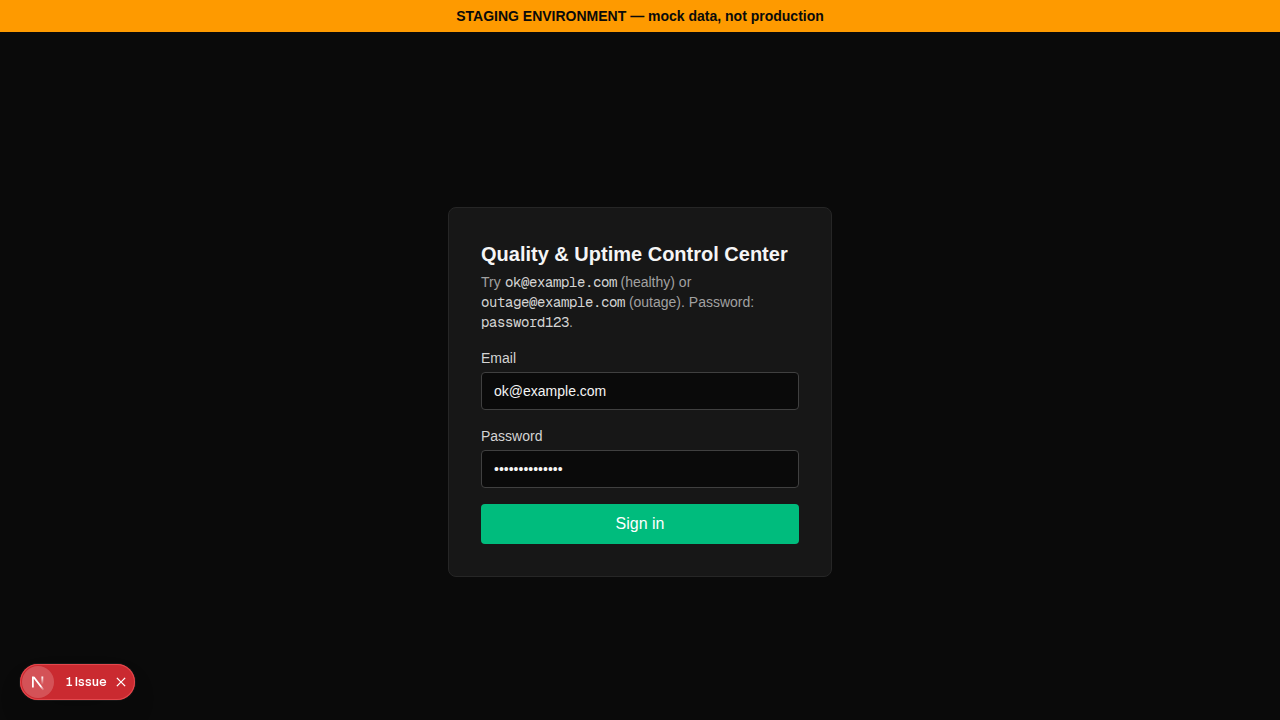 STAGING ENVIRONMENT — mock data, not production
Quality & Uptime Control Center
Try ok@example.com (healthy) or
outage@example.com (outage). Password:
password123.
Email
ok@example.com
Password
••••••••••••••
Sign in
N
1 Issue